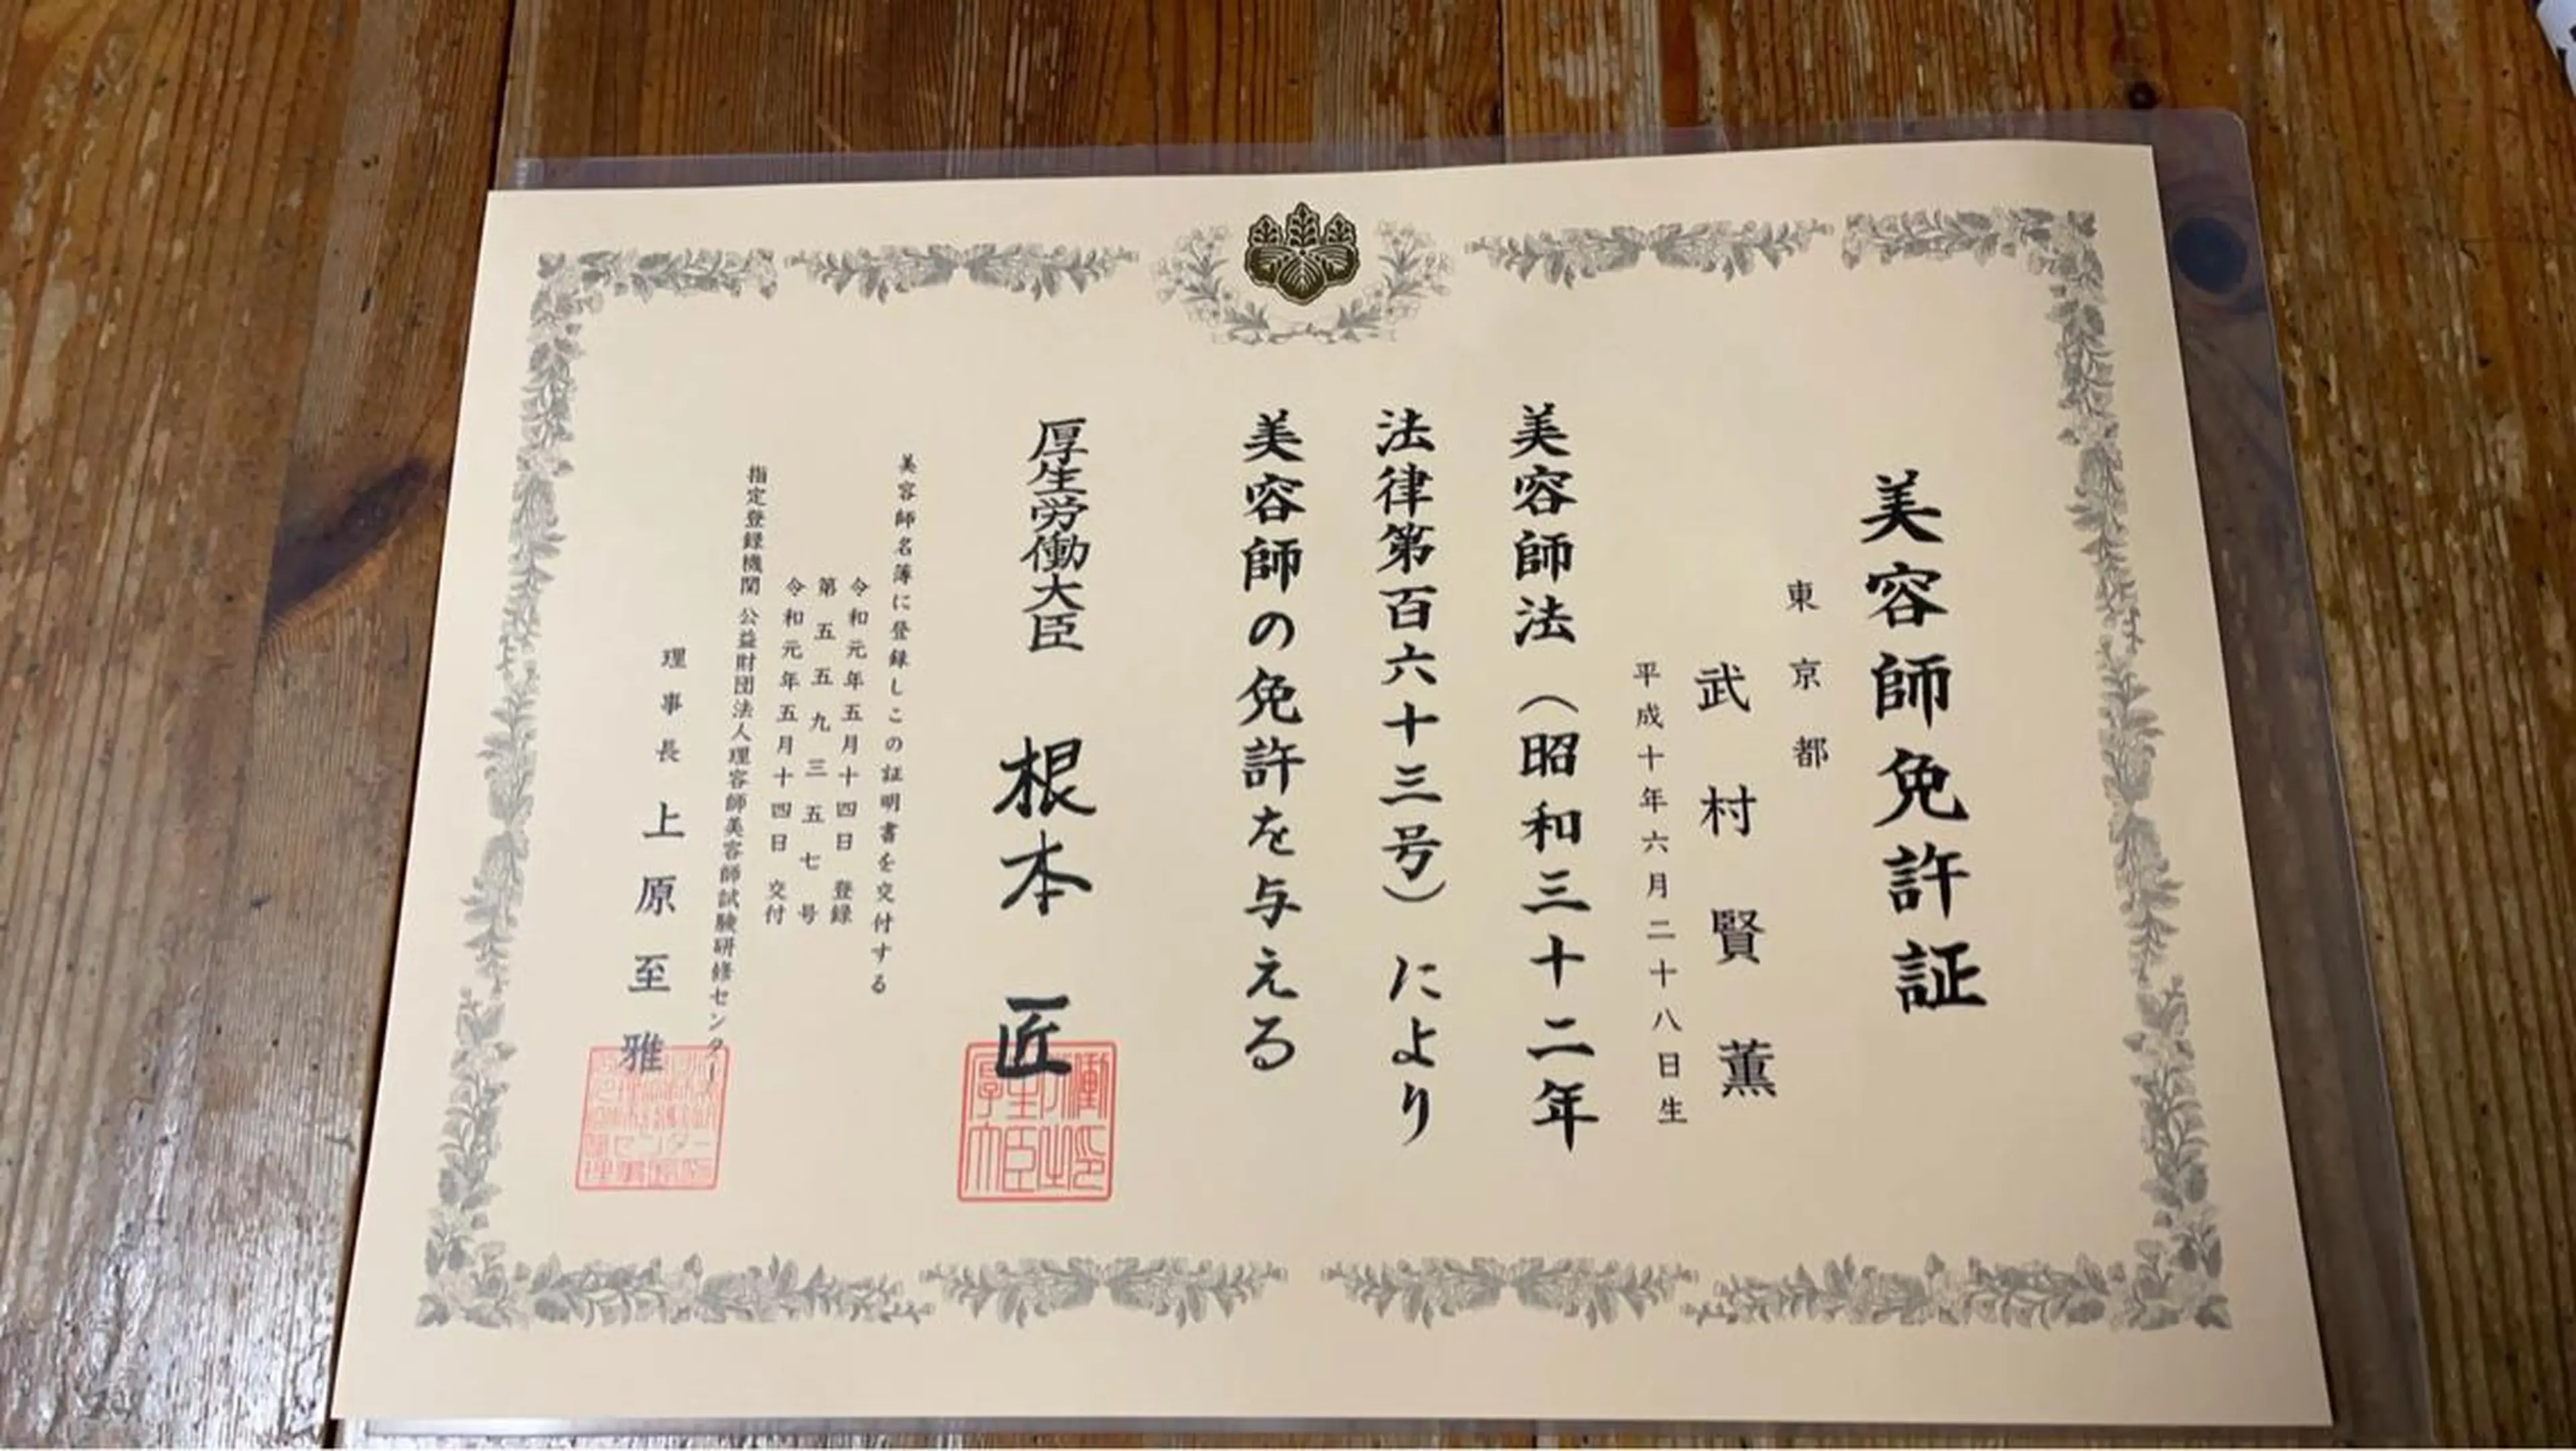 美容師免許証
東京都
武村賢薫
平成十年六月二十八日生
美容師法（昭和三十二年
法律第百六十三号）により
美容師の免許を与える
厚生労働大臣 根本匠
美容師名簿に登録しこの証明書を交付する
令和元年五月十四日 登録
第五五九三五七号
令和元年五月十四日 交付
指定登録機関 公益財団法人理容師美容師試験研修センター
理事長 上原至雅